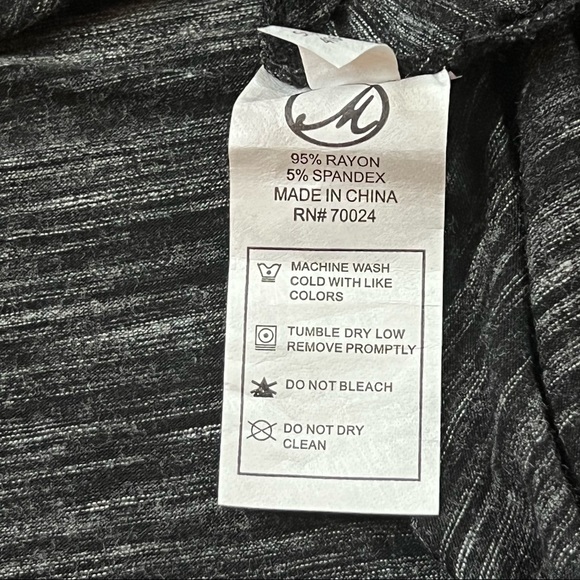 M
95% RAYON
5% SPANDEX
MADE IN CHINA
RN# 70024
MACHINE WASH
COLD WITH LIKE
COLORS
TUMBLE DRY LOW
REMOVE PROMPTLY
DO NOT BLEACH
DO NOT DRY
CLEAN